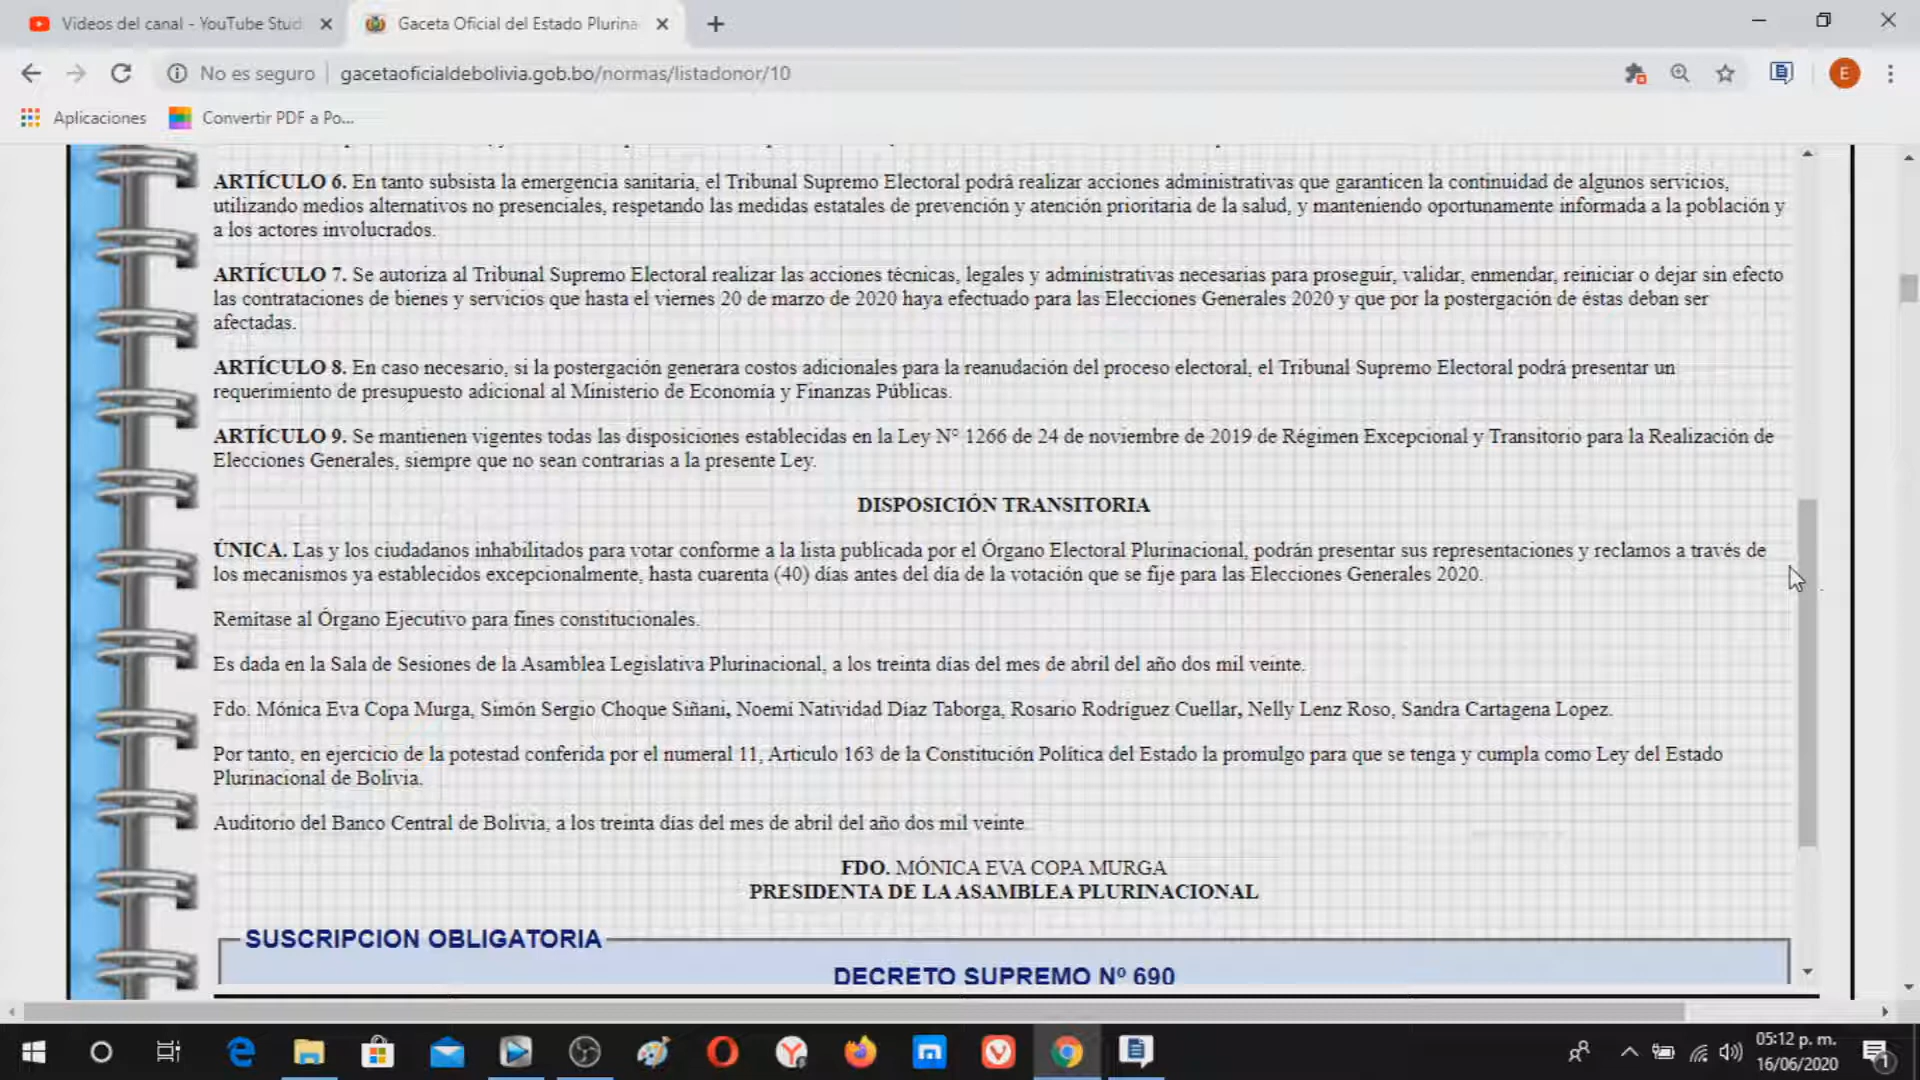 Videos del canal - YouTube Stud
Gaceta Oficial del Estado Plurina
No es seguro
gacetaoficialdebolivia.gob.bo/normas/listadonor/10
E
Aplicaciones
Convertir PDF a Po...
ARTÍCULO 6. En tanto subsista la emergencia sanitaria, el Tribunal Supremo Electoral podrá realizar acciones administrativas que garanticen la continuidad de algunos servicios,
utilizando medios alternativos no presenciales, respetando las medidas estatales de prevención y atención prioritaria de la salud, y manteniendo oportunamente informada a la población y
a los actores involucrados.
ARTÍCULO 7. Se autoriza al Tribunal Supremo Electoral realizar las acciones técnicas, legales y administrativas necesarias para proseguir, validar, enmendar, reiniciar o dejar sin efecto
las contrataciones de bienes y servicios que hasta el viernes 20 de marzo de 2020 haya efectuado para las Elecciones Generales 2020 y que por la postergación de éstas deban ser
afectadas.
ARTÍCULO 8. En caso necesario, si la postergación generara costos adicionales para la reanudación del proceso electoral, el Tribunal Supremo Electoral podrá presentar un
requerimiento de presupuesto adicional al Ministerio de Economía y Finanzas Públicas.
ARTÍCULO 9. Se mantienen vigentes todas las disposiciones establecidas en la Ley N° 1266 de 24 de noviembre de 2019 de Régimen Excepcional y Transitorio para la Realización de
Elecciones Generales, siempre que no sean contrarias a la presente Ley.
DISPOSICIÓN TRANSITORIA
ÚNICA. Las y los ciudadanos inhabilitados para votar conforme a la lista publicada por el Órgano Electoral Plurinacional, podrán presentar sus representaciones y reclamos a través de
los mecanismos ya establecidos excepcionalmente, hasta cuarenta (40) días antes del día de la votación que se fije para las Elecciones Generales 2020.
Remítase al Órgano Ejecutivo para fines constitucionales.
Es dada en la Sala de Sesiones de la Asamblea Legislativa Plurinacional, a los treinta días del mes de abril del año dos mil veinte.
Fdo. Mónica Eva Copa Murga, Simón Sergio Choque Siñani, Noemí Natividad Díaz Taborga, Rosario Rodríguez Cuellar, Nelly Lenz Roso, Sandra Cartagena Lopez.
Por tanto, en ejercicio de la potestad conferida por el numeral 11, Articulo 163 de la Constitución Política del Estado la promulgo para que se tenga y cumpla como Ley del Estado
Plurinacional de Bolivia.
Auditorio del Banco Central de Bolivia, a los treinta días del mes de abril del año dos mil veinte.
FDO. MÓNICA EVA COPA MURGA
PRESIDENTA DE LA ASAMBLEA PLURINACIONAL
SUSCRIPCION OBLIGATORIA
DECRETO SUPREMO Nº 690
05:12 p. m.
16/06/2020
1